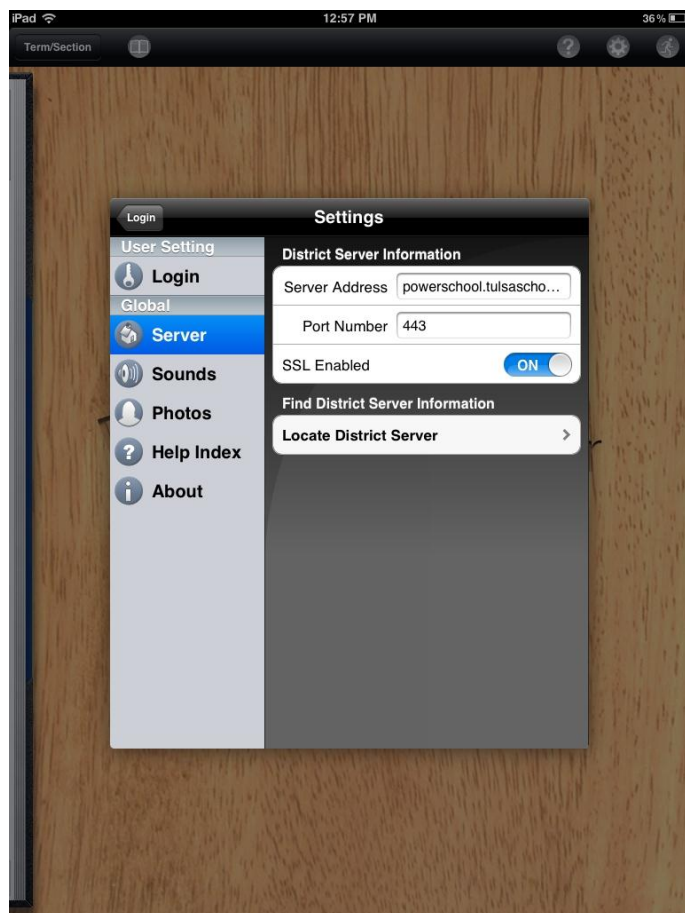 iPad 12:57 PM 36%
Term/Section ?
Login Settings
User Setting
Login
Global
Server
Sounds
Photos
? Help Index
i About
District Server Information
Server Address powerschool.tulsascho...
Port Number 443
SSL Enabled ON
Find District Server Information
Locate District Server >